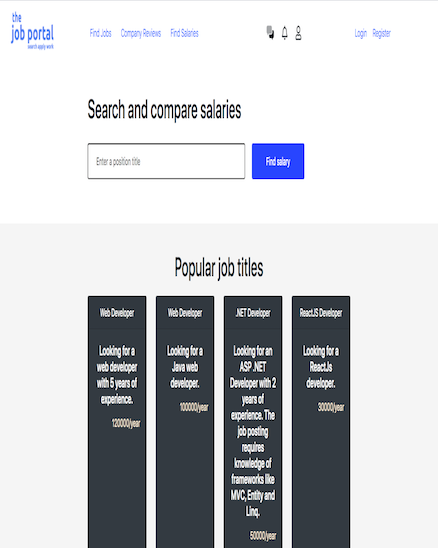 the
job portal
search apply work
Find Jobs
Company Reviews
Find Salaries
Login
Register
Search and compare salaries
Enter a position title
Find salary
Popular job titles
Web Developer
Looking for a
web developer
with 5 years of
experience.
120000/year
Web Developer
Looking for a
Java web
developer.
100000/year
.NET Developer
Looking for an
ASP .NET
Developer with 2
years of
experience. The
job posting
requires
knowledge of
frameworks like
MVC, Entity and
Linq.
50000/year
ReactJS Developer
Looking for a
ReactJs
developer.
30000/year